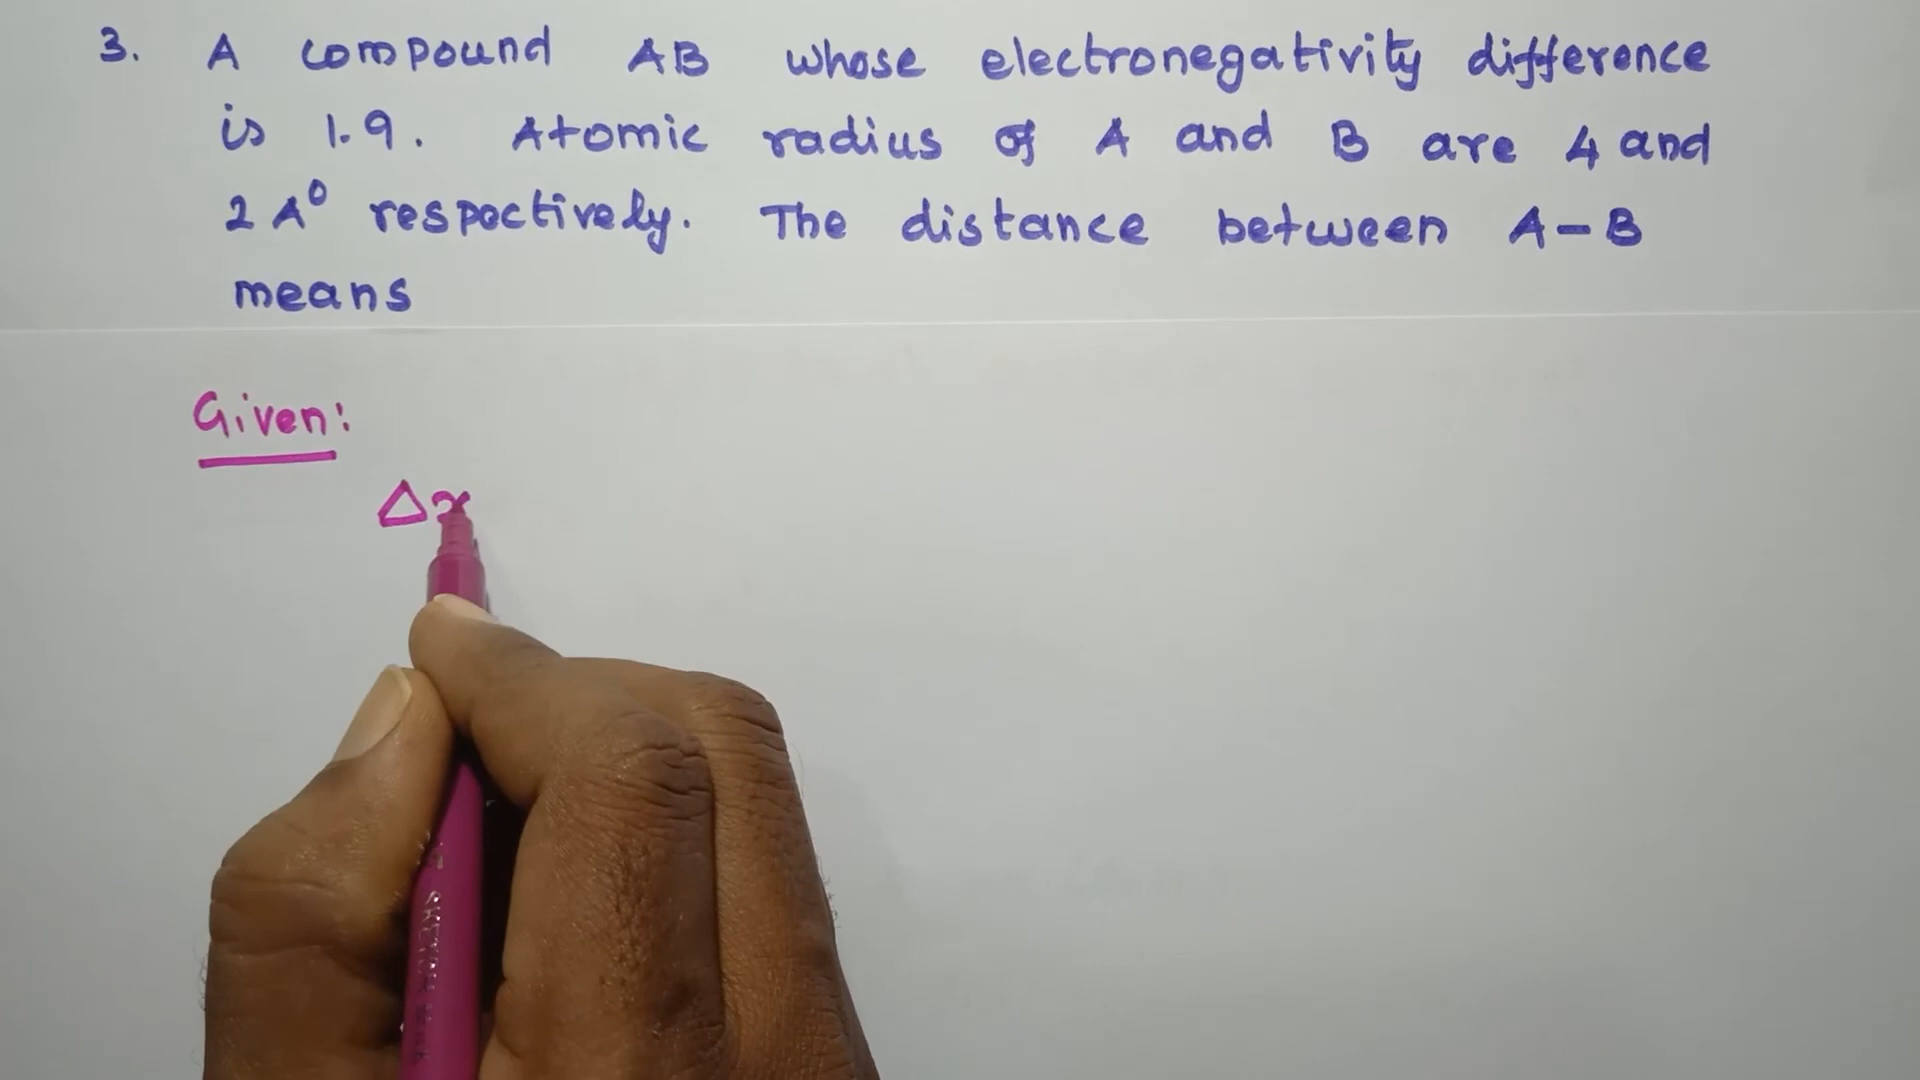 3. A compound AB whose electronegativity difference
is 1.9. Atomic radius of A and B are 4 and
2 A⁰ respectively. The distance between A-B
means
Given:
Δx